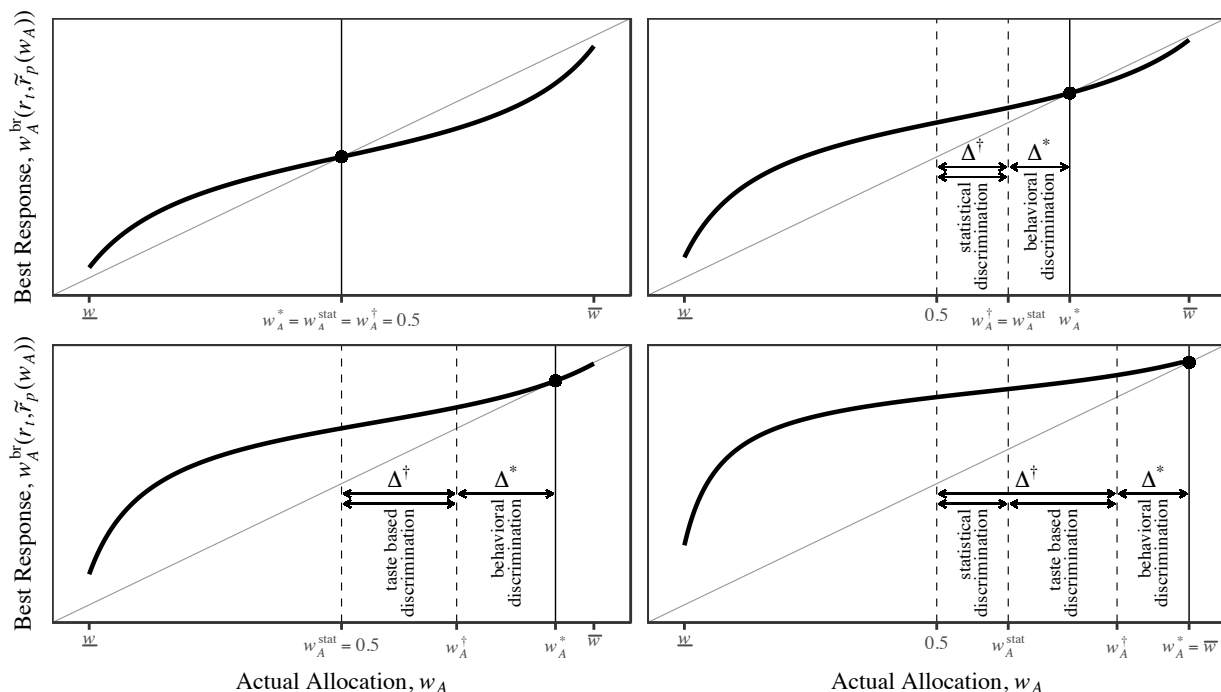 Best Response, w_A^br(r_t, r̃_p(w_A))
w w_A^* = w_A^stat = w_A^† = 0.5 w̅
Δ^† Δ^*
statistical
discrimination
behavioral
discrimination
w 0.5 w_A^† = w_A^stat w_A^* w̅
Best Response, w_A^br(r_t, r̃_p(w_A))
Δ^† Δ^*
taste based
discrimination
behavioral
discrimination
w w_A^stat = 0.5 w_A^† w_A^* w̅
Actual Allocation, w_A
Δ^† Δ^*
statistical
discrimination
taste based
discrimination
behavioral
discrimination
w 0.5 w_A^stat w_A^† w_A^* = w̅
Actual Allocation, w_A